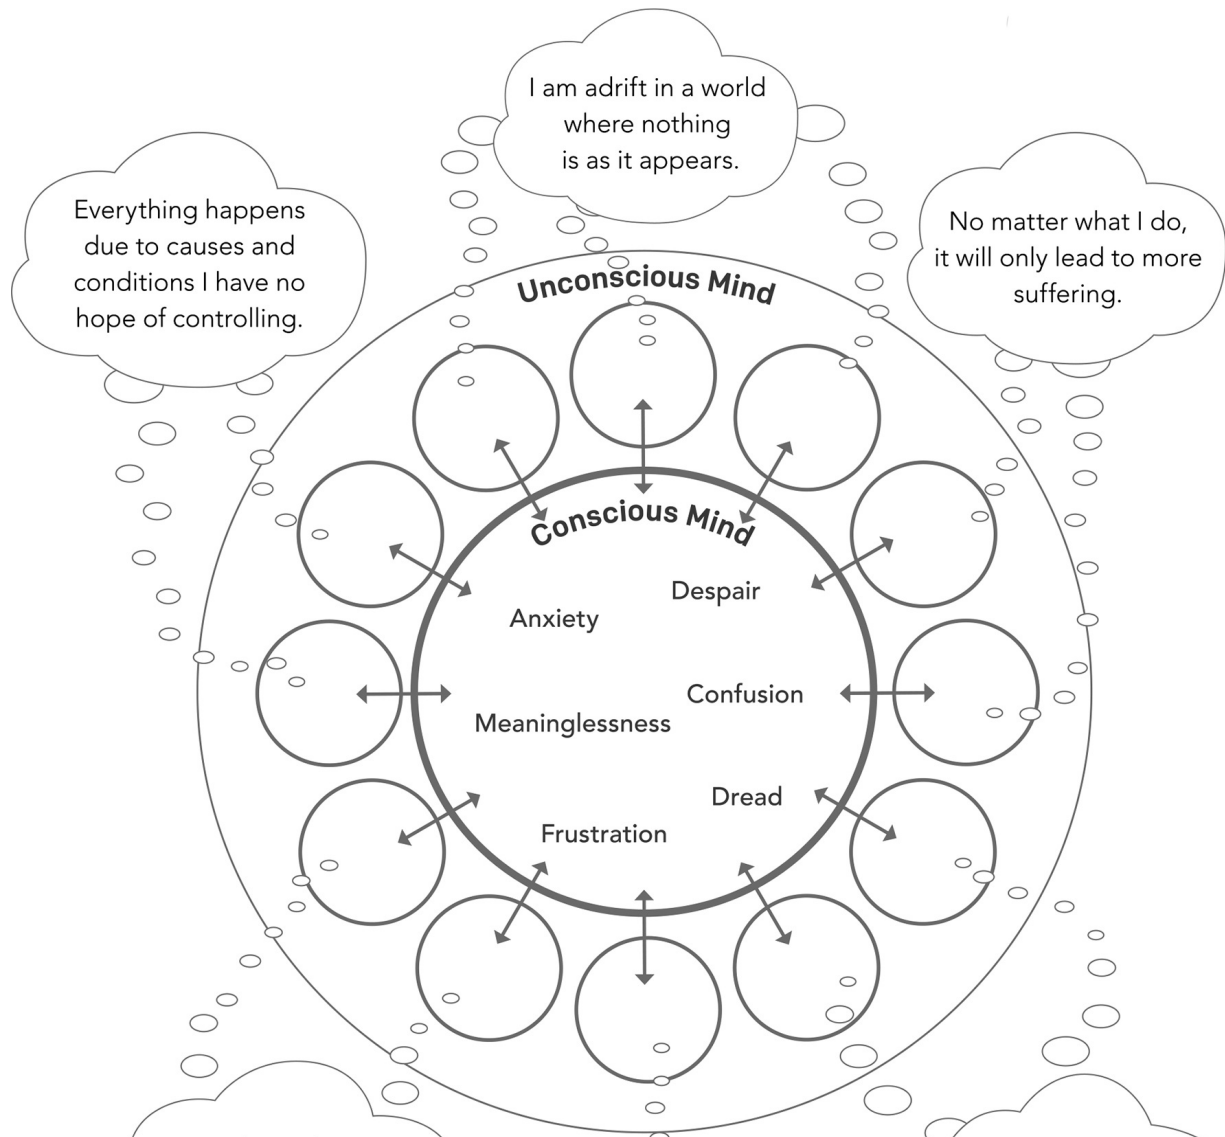 I am adrift in a world
where nothing
is as it appears.
Everything happens
due to causes and
conditions I have no
hope of controlling.
No matter what I do,
it will only lead to more
suffering.
Unconscious Mind
Conscious Mind
Despair
Anxiety
Confusion
Meaninglessness
Dread
Frustration